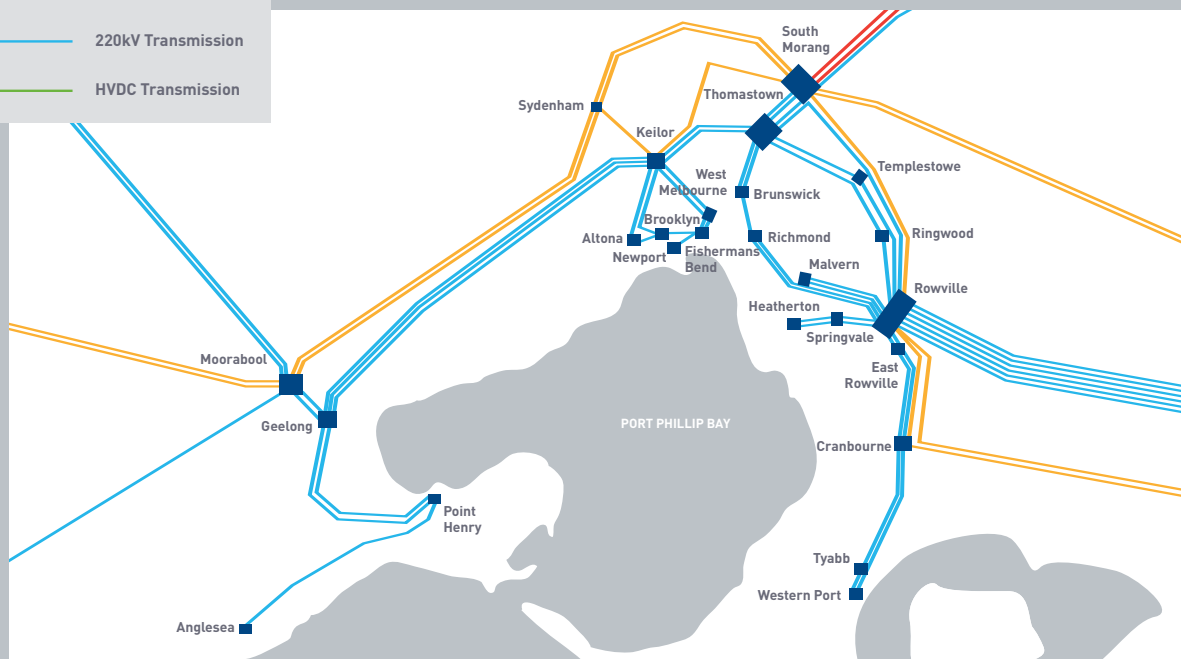 220kV Transmission
HVDC Transmission
South
Morang
Thomastown
Sydenham
Keilor
Templestowe
West
Melbourne
Brunswick
Brooklyn
Altona
Richmond
Ringwood
Newport
Fishermans
Bend
Malvern
Rowville
Heatherton
Springvale
Moorabool
East
Rowville
Geelong
PORT PHILLIP BAY
Cranbourne
Point
Henry
Tyabb
Western Port
Anglesea